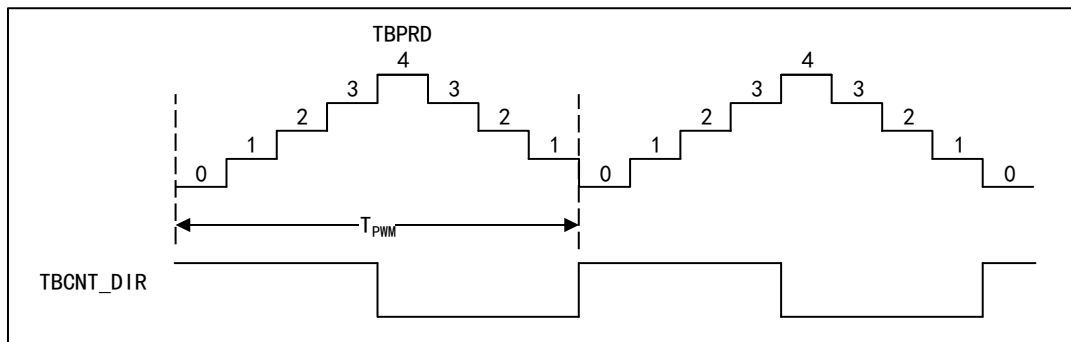 TBPRD
4 4
3 3 3 3
2 2 2 2
1 1 1 1
0 0 0
TPWM
TBCNT_DIR